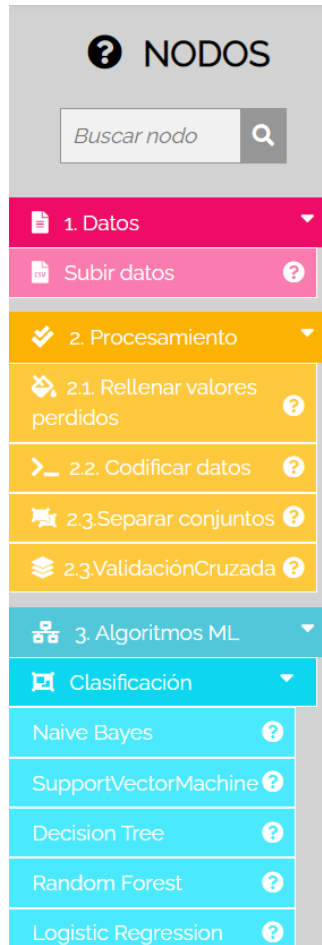 NODOS
Buscar nodo
1. Datos
Subir datos
2. Procesamiento
2.1. Rellenar valores
perdidos
2.2. Codificar datos
2.3.Separar conjuntos
2.3.ValidaciónCruzada
3. Algoritmos ML
Clasificación
Naive Bayes
SupportVectorMachine
Decision Tree
Random Forest
Logistic Regression